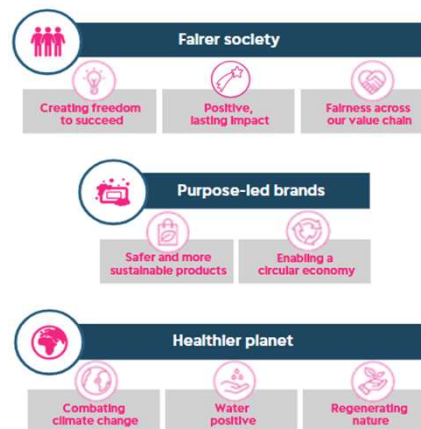 Fairer society
Creating freedom
to succeed
Positive,
lasting impact
Fairness across
our value chain
Purpose-led brands
Safer and more
sustainable products
Enabling a
circular economy
Healthier planet
Combating
climate change
Water
positive
Regenerating
nature